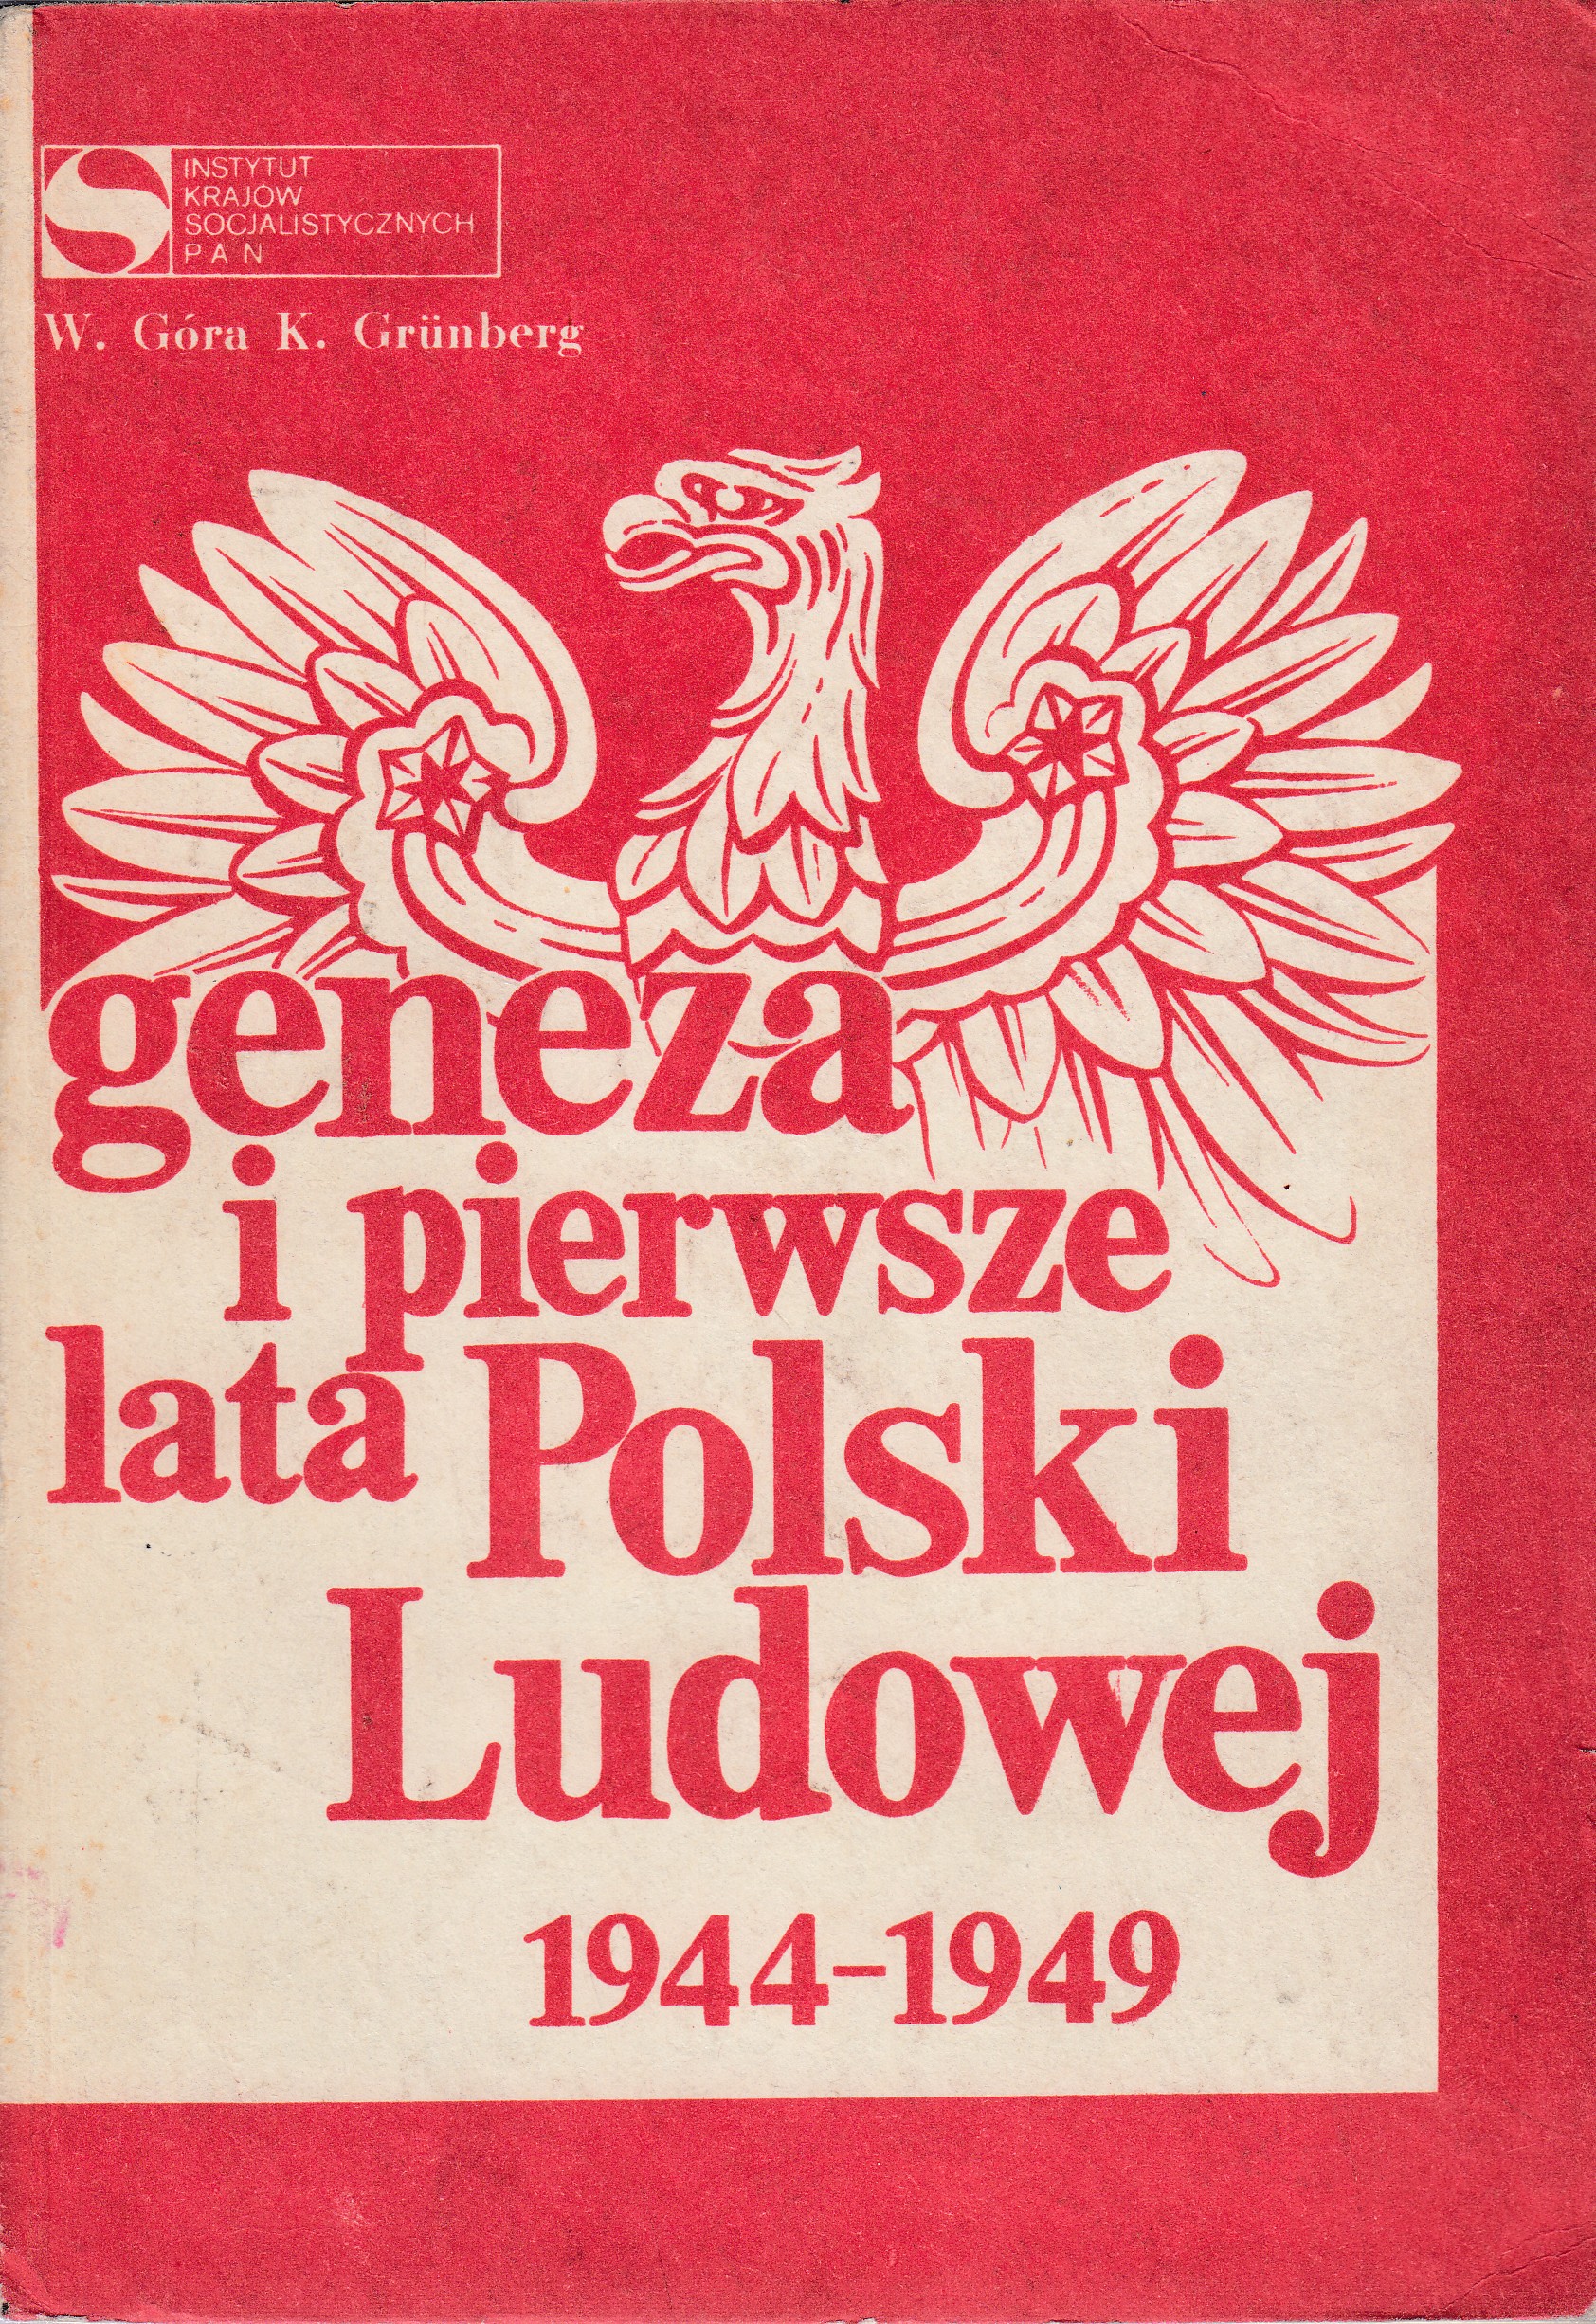 INSTYTUT
KRAJÓW
SOCJALISTYCZNYCH
PAN
W. Góra K. Grünberg
geneza
i pierwsze
lata Polski
Ludowej
1944-1949